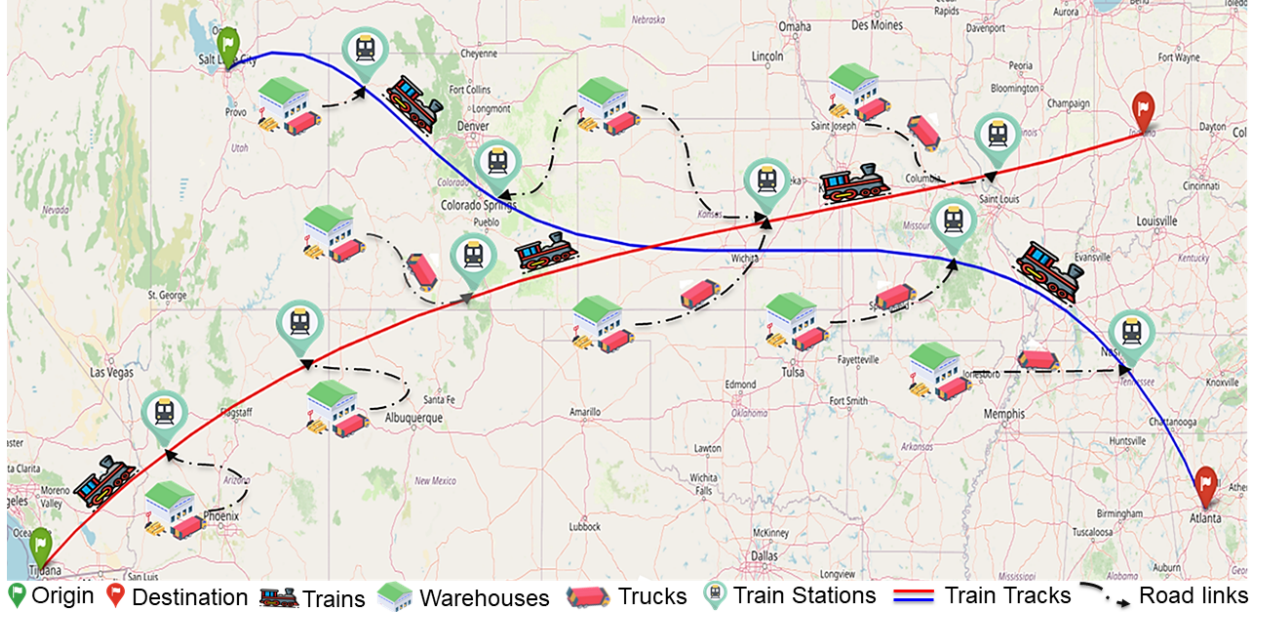 Nebraska
Omaha
Des Moines
Rapids
Davenport
Aurora
Salt Lake City
Cheyenne
Lincoln
Peoria
Fort Wayne
Fort Collins
Bloomington
Longmont
Provo
Denver
Champaign
Saint Joseph
Dayton
Utah
Colorado
Columbia
Cincinnati
Nevada
Colorado Springs
Saint Louis
Pueblo
Kansas
Louisville
Missouri
Wichita
Evansville
Kentucky
St. George
Las Vegas
Fayetteville
Tulsa
Tennessee
Knoxville
Edmond
Santa Fe
Flagstaff
Albuquerque
Amarillo
Oklahoma
Fort Smith
Memphis
Chattanooga
Huntsville
Lawton
Arkansas
ta Clarita
Moreno
Valley
Arizona
New Mexico
Wichita
Falls
Phoenix
Birmingham
Atlanta
Lubbock
McKinney
Tuscaloosa
Dallas
Tijuana
San Luis
Longview
Mississippi
Alabama
Auburn
Origin
Destination
Trains
Warehouses
Trucks
Train Stations
Train Tracks
Road links